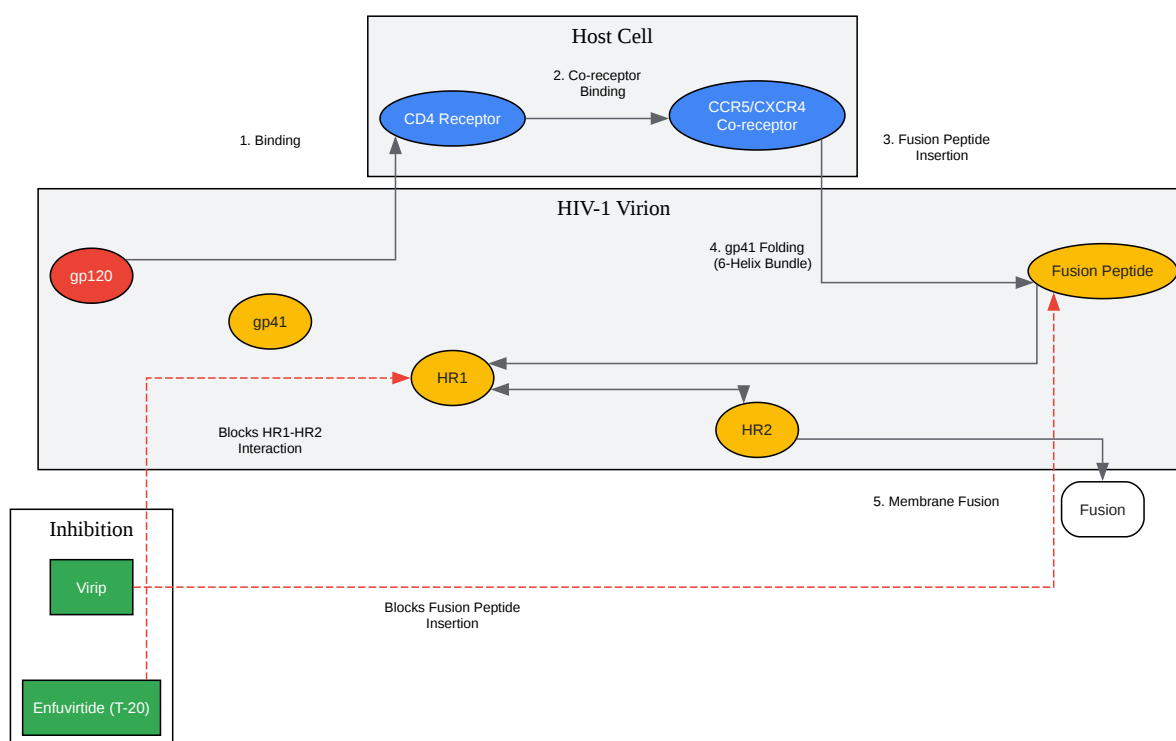 Host Cell
2. Co-receptor
Binding
CD4 Receptor
CCR5/CXCR4
Co-receptor
1. Binding
3. Fusion Peptide
Insertion
HIV-1 Virion
gp120
4. gp41 Folding
(6-Helix Bundle)
Fusion Peptide
gp41
HR1
HR2
Blocks HR1-HR2
Interaction
5. Membrane Fusion
Fusion
Inhibition
Virip
Blocks Fusion Peptide
Insertion
Enfuvirtide (T-20)